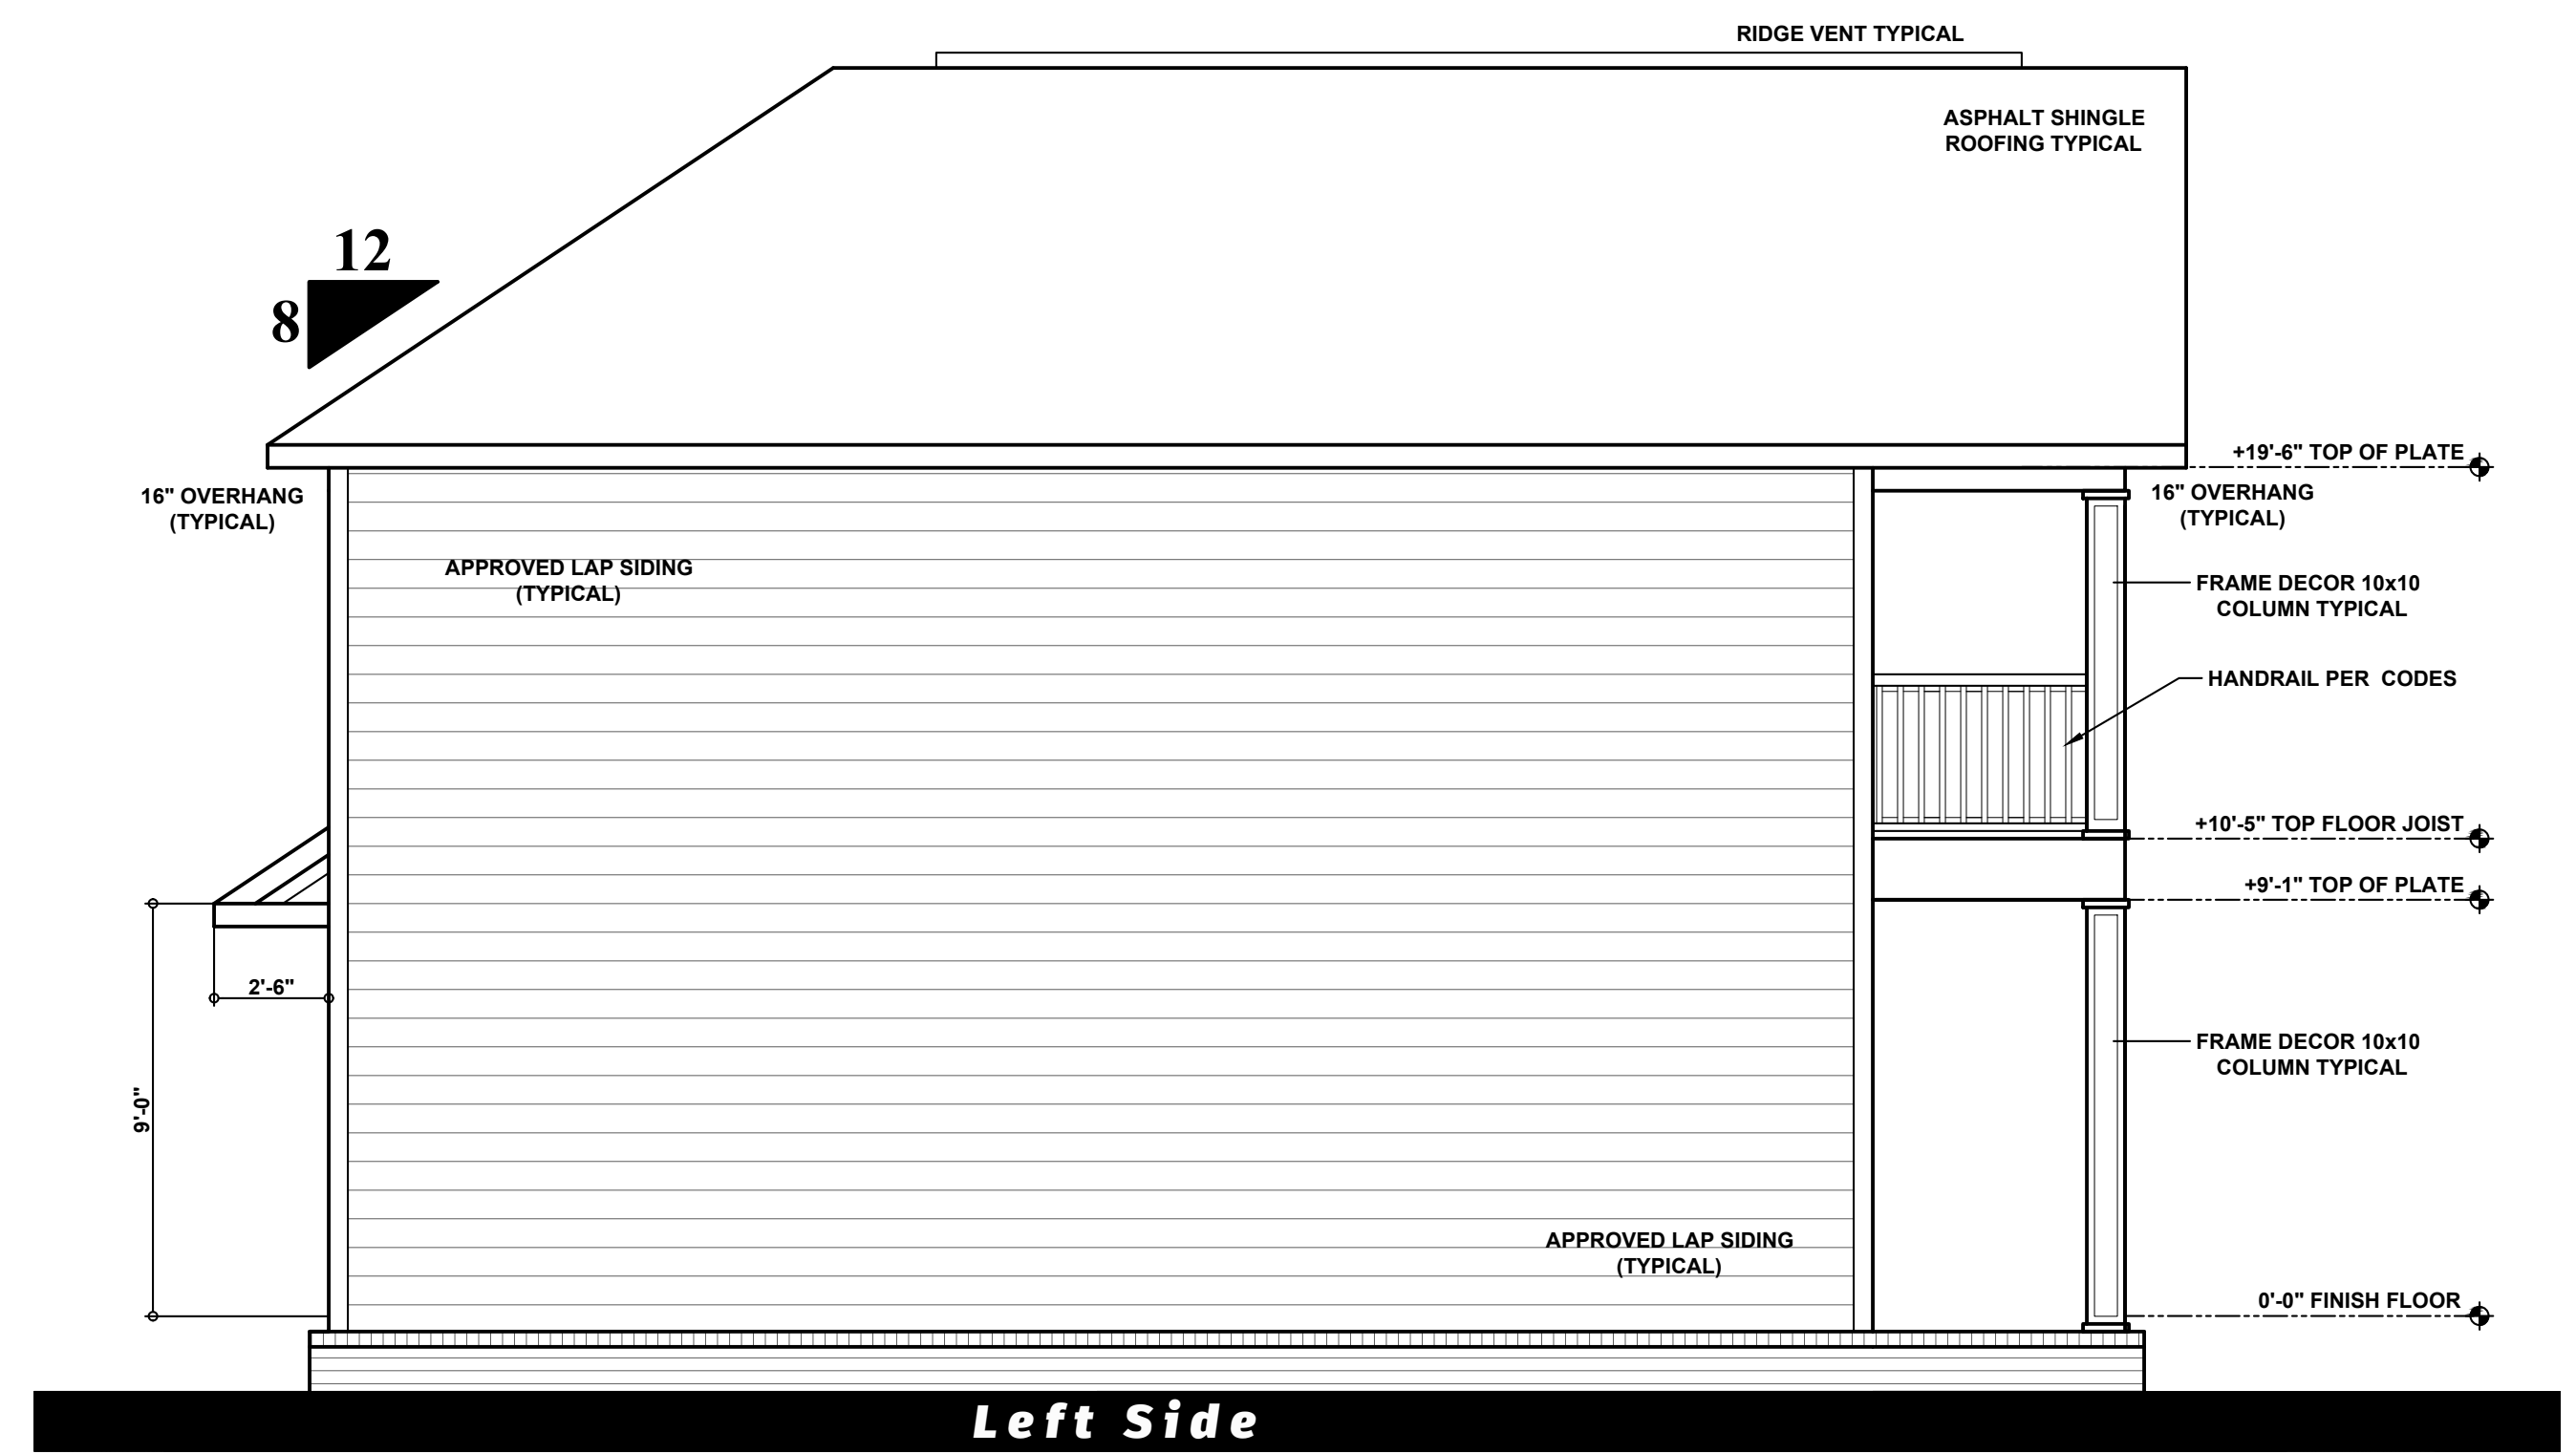 RIDGE VENT TYPICAL
ASPHALT SHINGLE
ROOFING TYPICAL
12
8
+19'-6" TOP OF PLATE
16" OVERHANG
(TYPICAL)
16" OVERHANG
(TYPICAL)
APPROVED LAP SIDING
(TYPICAL)
FRAME DECOR 10x10
COLUMN TYPICAL
HANDRAIL PER CODES
+10'-5" TOP FLOOR JOIST
+9'-1" TOP OF PLATE
2'-6"
9'-0"
FRAME DECOR 10x10
COLUMN TYPICAL
APPROVED LAP SIDING
(TYPICAL)
0'-0" FINISH FLOOR
Left Side